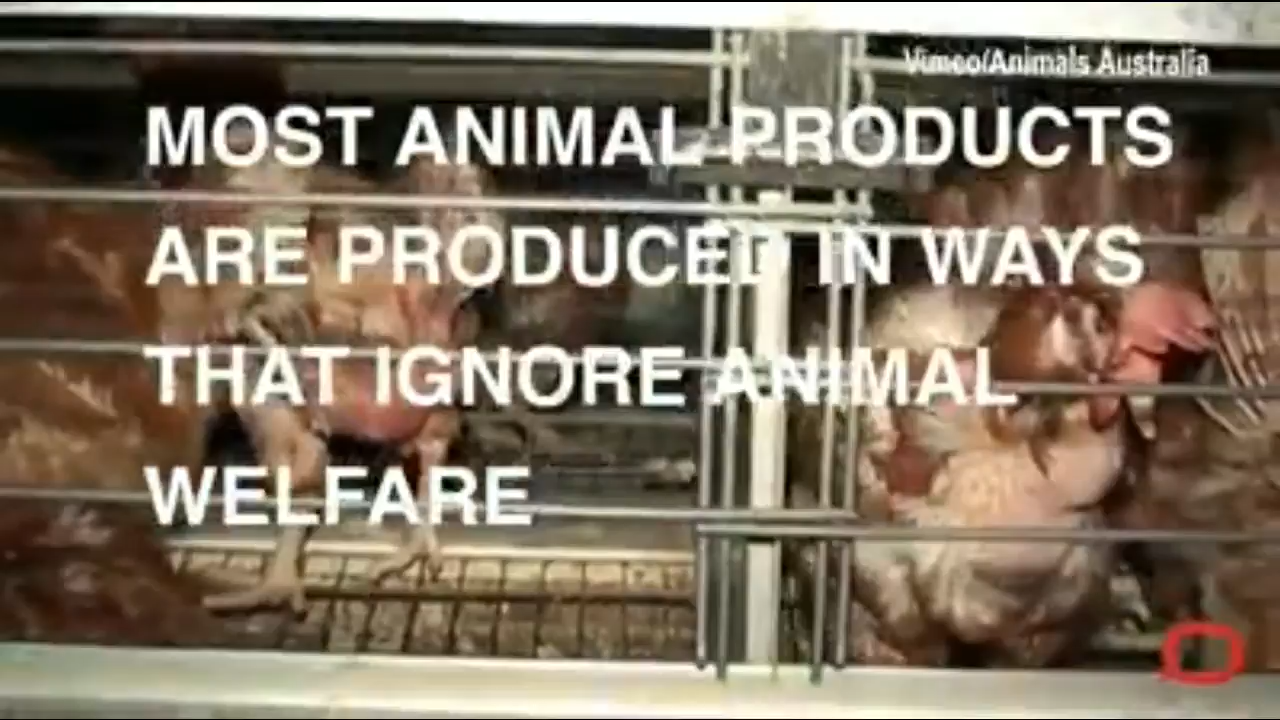 Vimeo/Animals Australia
MOST ANIMAL PRODUCTS
ARE PRODUCED IN WAYS
THAT IGNORE ANIMAL
WELFARE